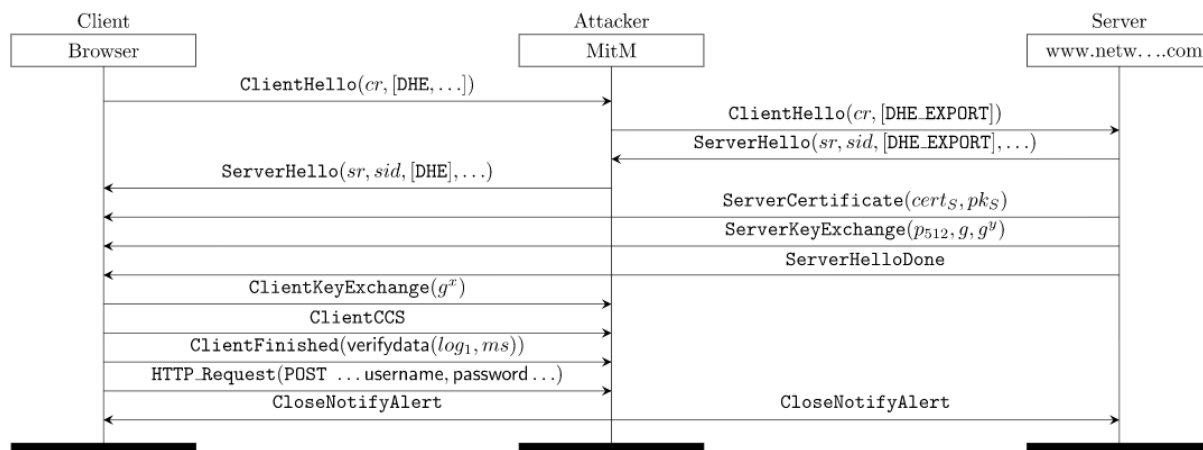 Client Attacker Server
Browser MitM www.netw. . . .com
ClientHello(cr, [DHE, . . .])
ClientHello(cr, [DHE_EXPORT])
ServerHello(sr, sid, [DHE_EXPORT], . . .)
ServerHello(sr, sid, [DHE], . . .)
ServerCertificate(cert_S, pk_S)
ServerKeyExchange(p_512, g, g^y)
ServerHelloDone
ClientKeyExchange(g^x)
ClientCCS
ClientFinished(verifydata(log_1, ms))
HTTP_Request(POST . . . username, password . . .)
CloseNotifyAlert CloseNotifyAlert